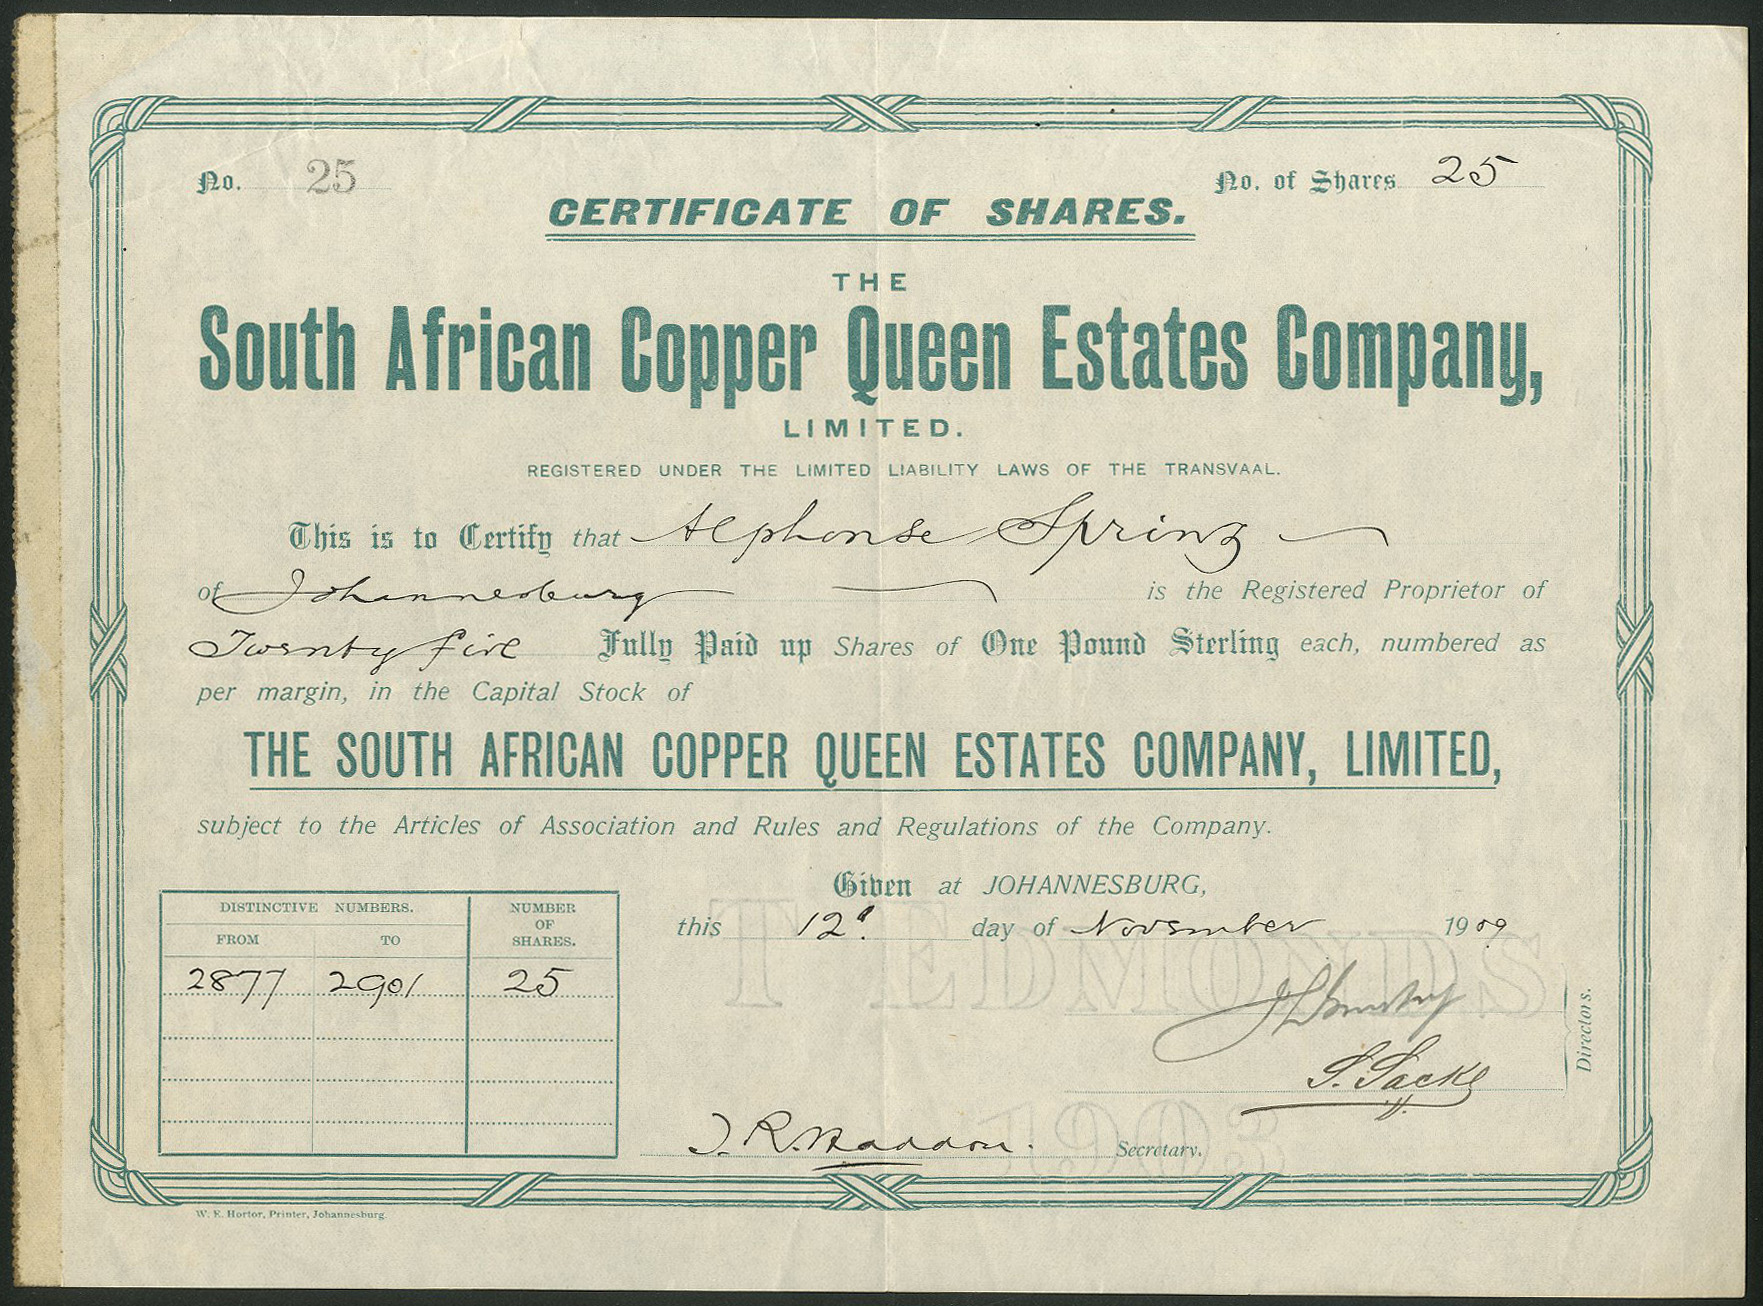 No. 25
No. of Shares 25
CERTIFICATE OF SHARES.
THE
South African Copper Queen Estates Company,
LIMITED.
REGISTERED UNDER THE LIMITED LIABILITY LAWS OF THE TRANSVAAL.
This is to Certify that Alphonse Spring
of Johannesburg is the Registered Proprietor of
Twenty five Fully Paid up Shares of One Pound Sterling each, numbered as
per margin, in the Capital Stock of
THE SOUTH AFRICAN COPPER QUEEN ESTATES COMPANY, LIMITED,
subject to the Articles of Association and Rules and Regulations of the Company.
Given at JOHANNESBURG,
this 12 day of November 1909
DISTINCTIVE NUMBERS. NUMBER OF SHARES.
FROM TO
2877 2901 25
T EDMONDS
S. Sacke
Directors.
1903
J. R. Maddon. Secretary.
W. E. Hortor, Printer, Johannesburg.